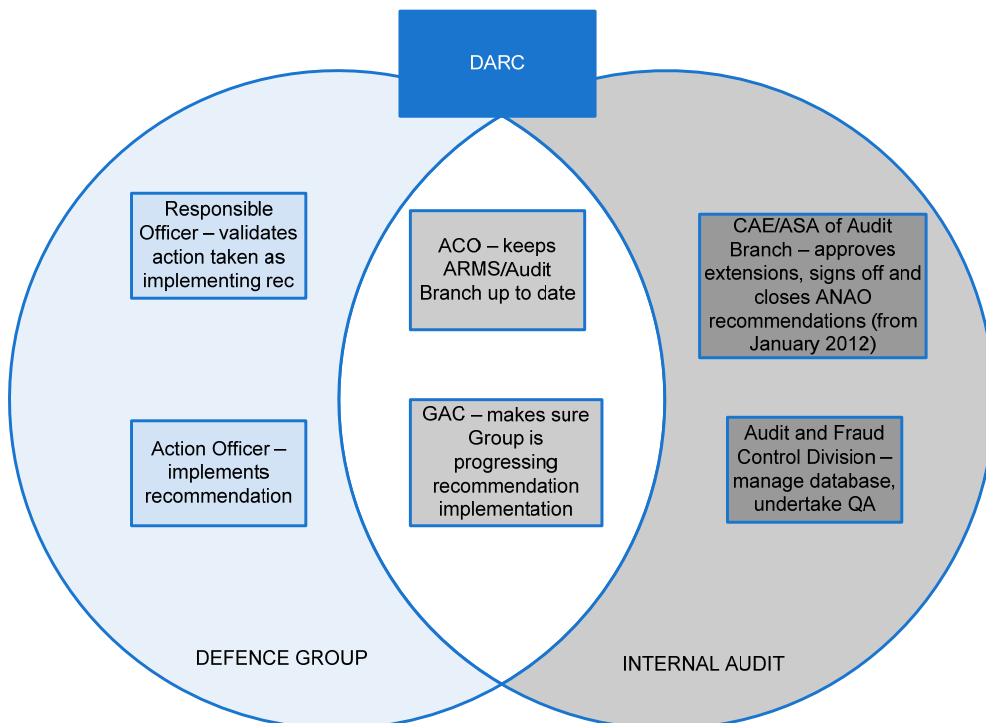 DARC
Responsible
Officer – validates
action taken as
implementing rec
Action Officer –
implements
recommendation
ACO – keeps
ARMS/Audit
Branch up to date
GAC – makes sure
Group is
progressing
recommendation
implementation
CAE/ASA of Audit
Branch – approves
extensions, signs off and
closes ANAO
recommendations (from
January 2012)
Audit and Fraud
Control Division –
manage database,
undertake QA
DEFENCE GROUP
INTERNAL AUDIT